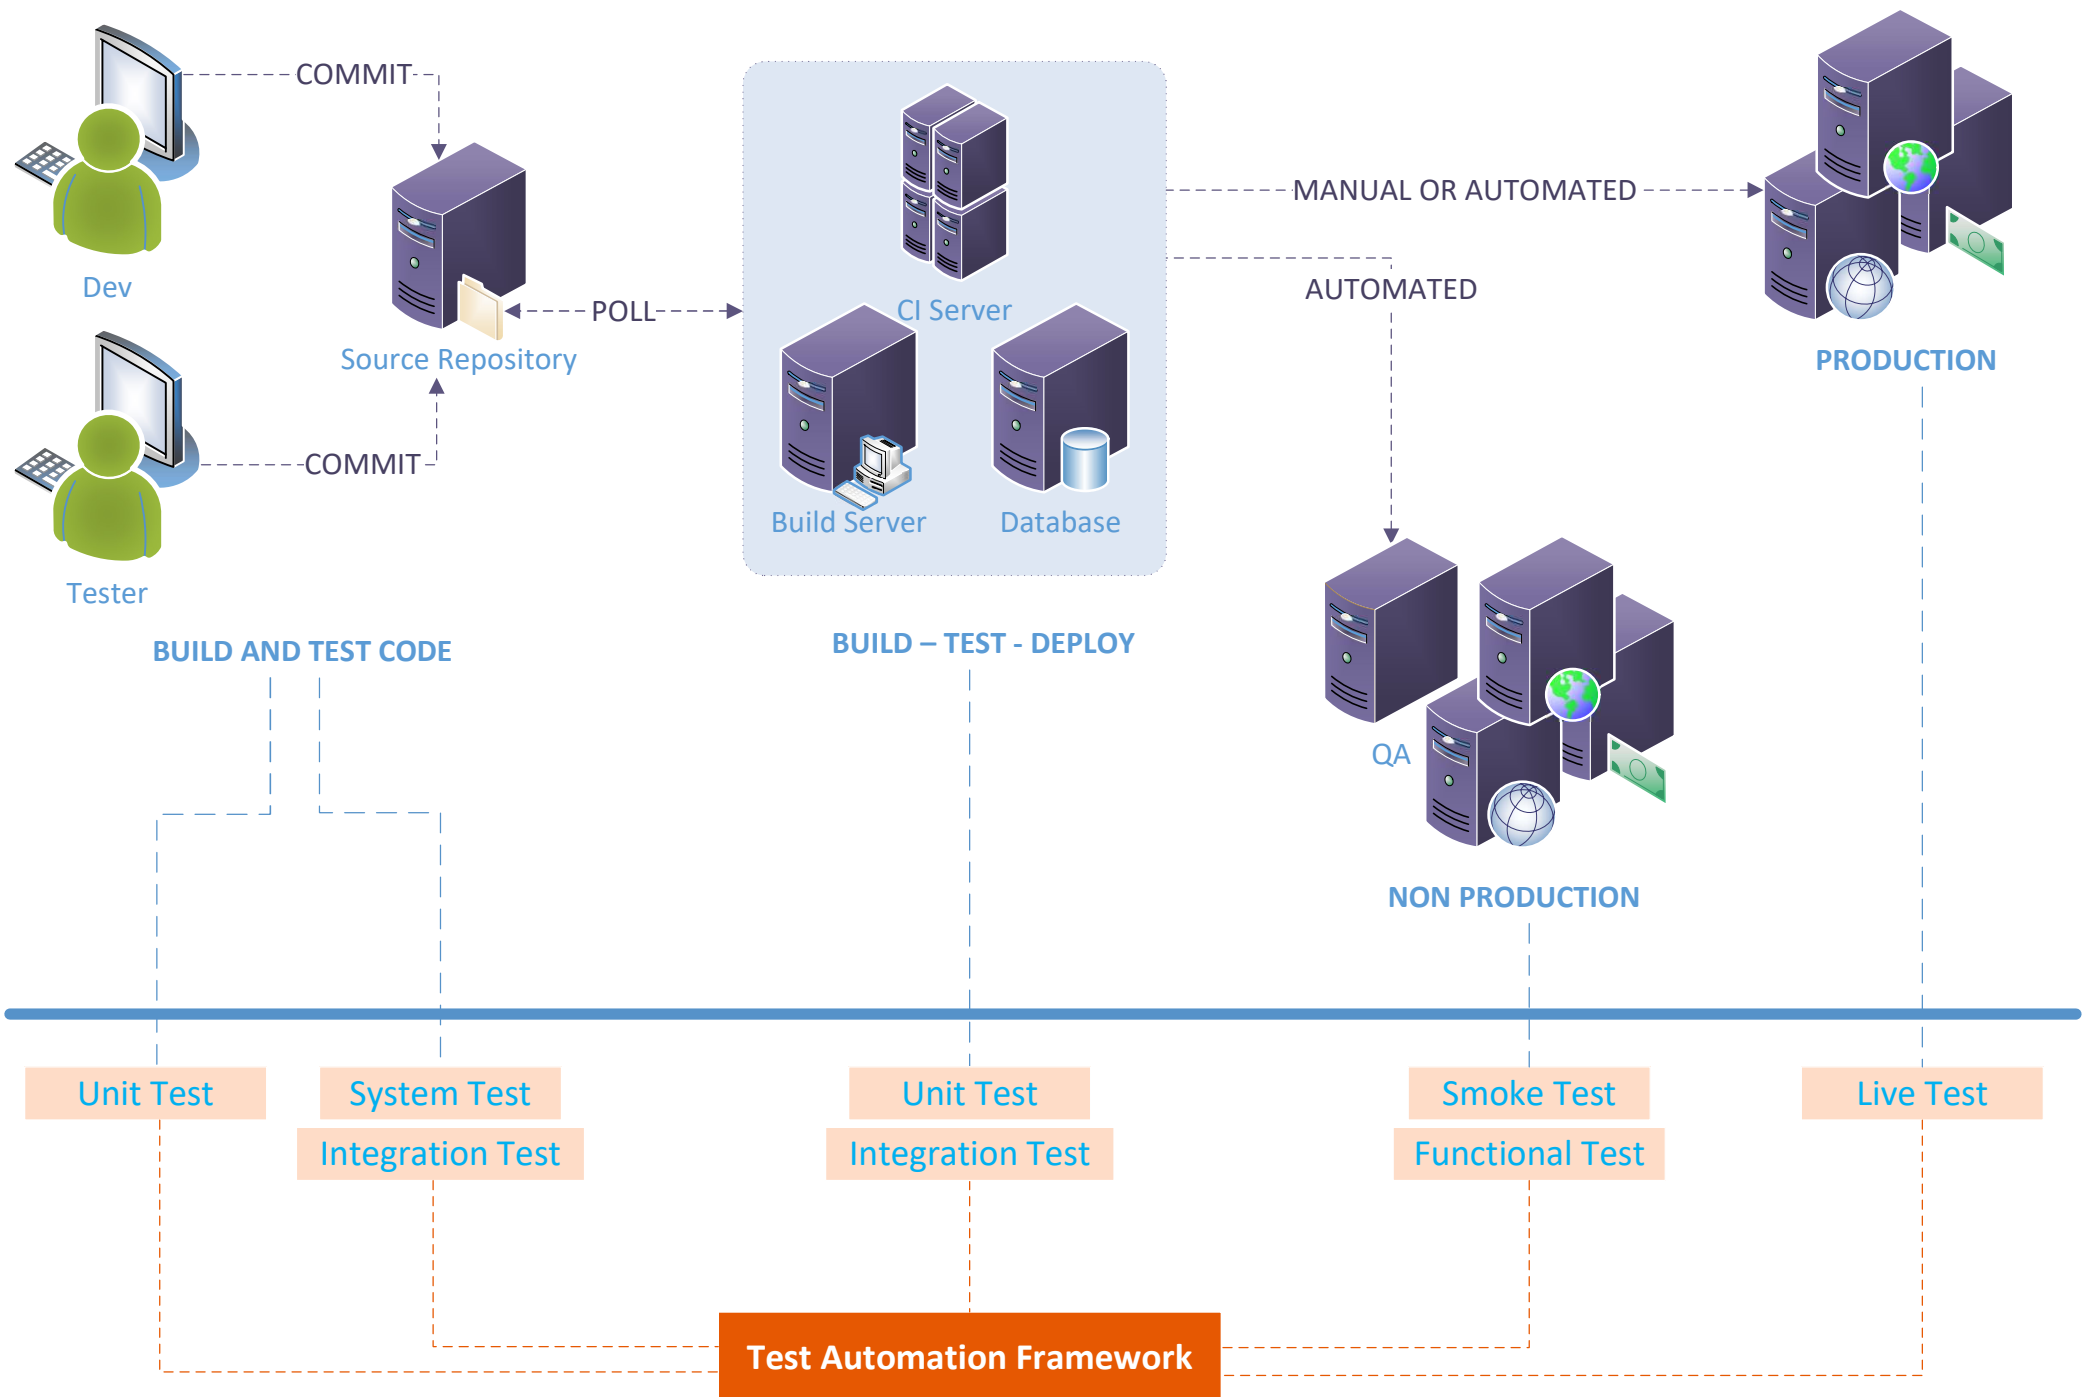 COMMIT
MANUAL OR AUTOMATED
Dev
AUTOMATED
POLL
CI Server
Source Repository
PRODUCTION
COMMIT
Build Server
Database
Tester
BUILD AND TEST CODE
BUILD – TEST - DEPLOY
QA
NON PRODUCTION
Unit Test
System Test
Unit Test
Smoke Test
Live Test
Integration Test
Integration Test
Functional Test
Test Automation Framework